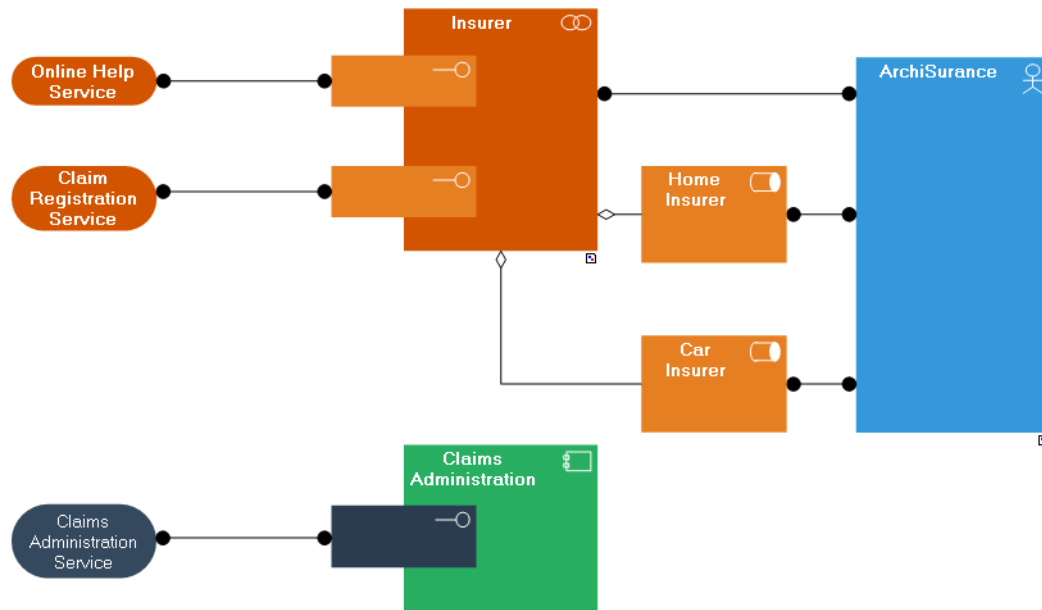 Insurer
Online Help
Service
ArchiSurance
Claim
Registration
Service
Home
Insurer
Car
Insurer
Claims
Administration
Claims
Administration
Service